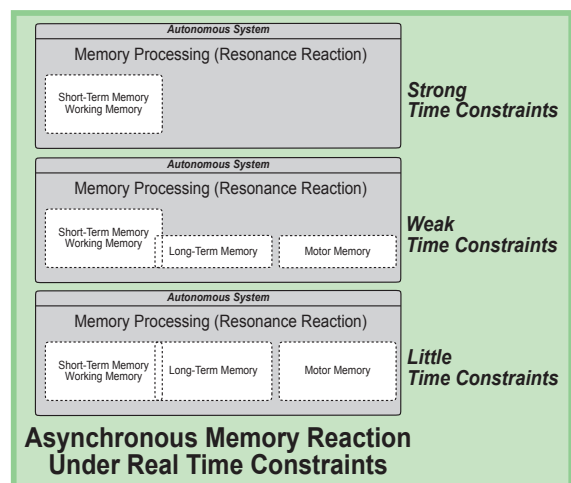 Autonomous System
Memory Processing (Resonance Reaction)
Short-Term Memory
Working Memory
Strong
Time Constraints
Autonomous System
Memory Processing (Resonance Reaction)
Short-Term Memory
Working Memory
Long-Term Memory
Motor Memory
Weak
Time Constraints
Autonomous System
Memory Processing (Resonance Reaction)
Short-Term Memory
Working Memory
Long-Term Memory
Motor Memory
Little
Time Constraints
Asynchronous Memory Reaction
Under Real Time Constraints